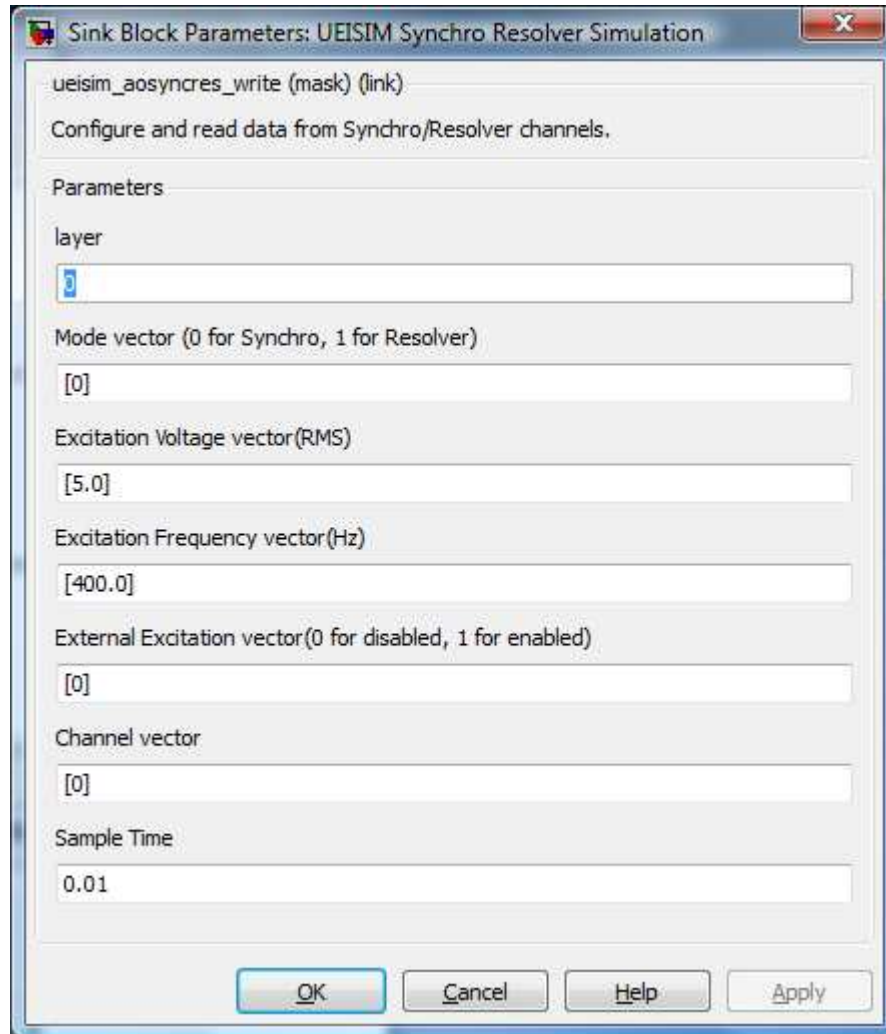 Sink Block Parameters: UEISIM Synchro Resolver Simulation
ueisim_aosyncres_write (mask) (link)
Configure and read data from Synchro/Resolver channels.
Parameters
layer
0
Mode vector (0 for Synchro, 1 for Resolver)
[0]
Excitation Voltage vector(RMS)
[5.0]
Excitation Frequency vector(Hz)
[400.0]
External Excitation vector(0 for disabled, 1 for enabled)
[0]
Channel vector
[0]
Sample Time
0.01
OK Cancel Help Apply